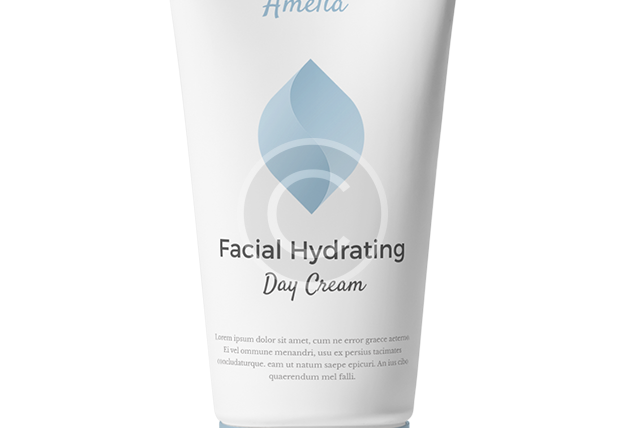 Amelia
Facial Hydrating
Day Cream
Lorem ipsum dolor sit amet, cum ne error graece aeterno.
Ei vel ommune menandri, usu ex persius tacimates
concludaturque. eam ut natum saepe epicuri. An ius cibo
quaerendum mel falli.